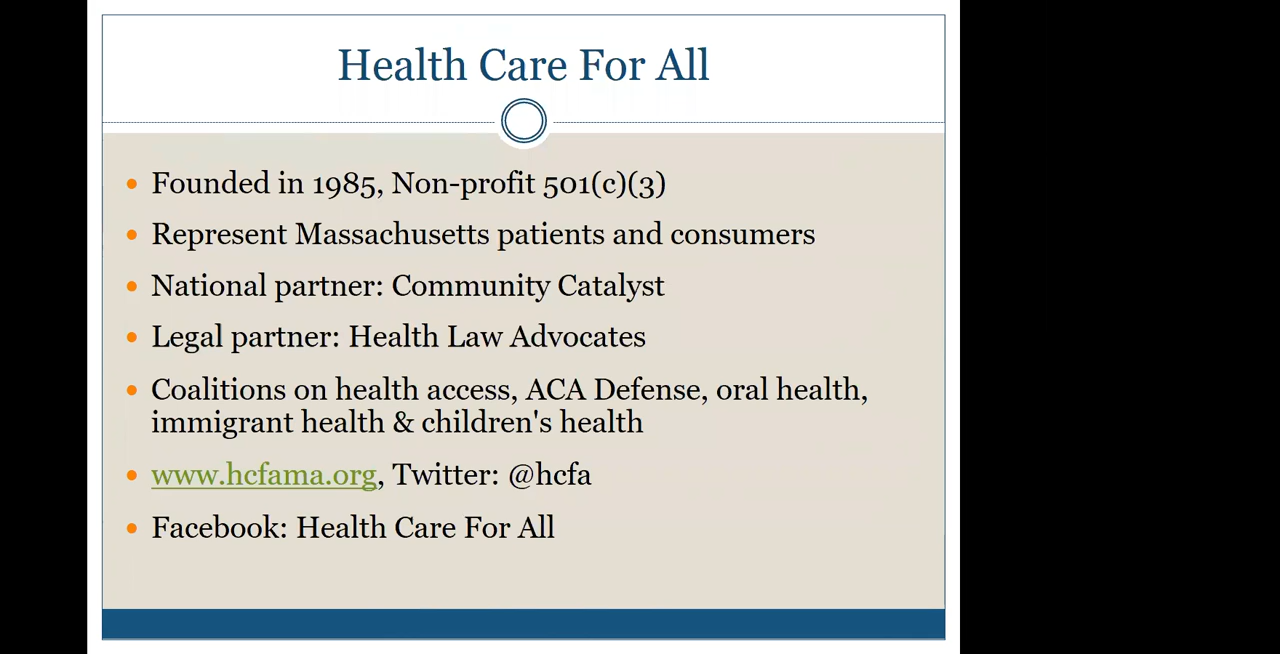 Health Care For All
Founded in 1985, Non-profit 501(c)(3)
Represent Massachusetts patients and consumers
National partner: Community Catalyst
Legal partner: Health Law Advocates
Coalitions on health access, ACA Defense, oral health,
immigrant health & children's health
www.hcfama.org, Twitter: @hcfa
Facebook: Health Care For All